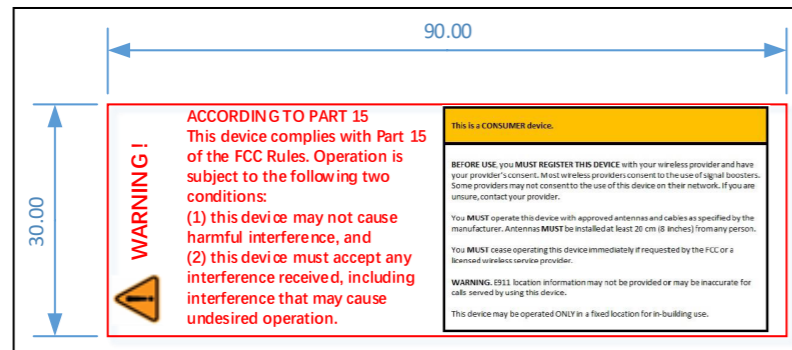 90.00
30.00
WARNING !
ACCORDING TO PART 15
This device complies with Part 15
of the FCC Rules. Operation is
subject to the following two
conditions:
(1) this device may not cause
harmful interference, and
(2) this device must accept any
interference received, including
interference that may cause
undesired operation.
This is a CONSUMER device.
BEFORE USE, you MUST REGISTER THIS DEVICE with your wireless provider and have
your provider's consent. Most wireless providers consent to the use of signal boosters.
Some providers may not consent to the use of this device on their network. If you are
unsure, contact your provider.
You MUST operate this device with approved antennas and cables as specified by the
manufacturer. Antennas MUST be installed at least 20 cm (8 inches) from any person.
You MUST cease operating this device immediately if requested by the FCC or a
licensed wireless service provider.
WARNING. E911 location information may not be provided or may be inaccurate for
calls served by using this device.
This device may be operated ONLY in a fixed location for in-building use.